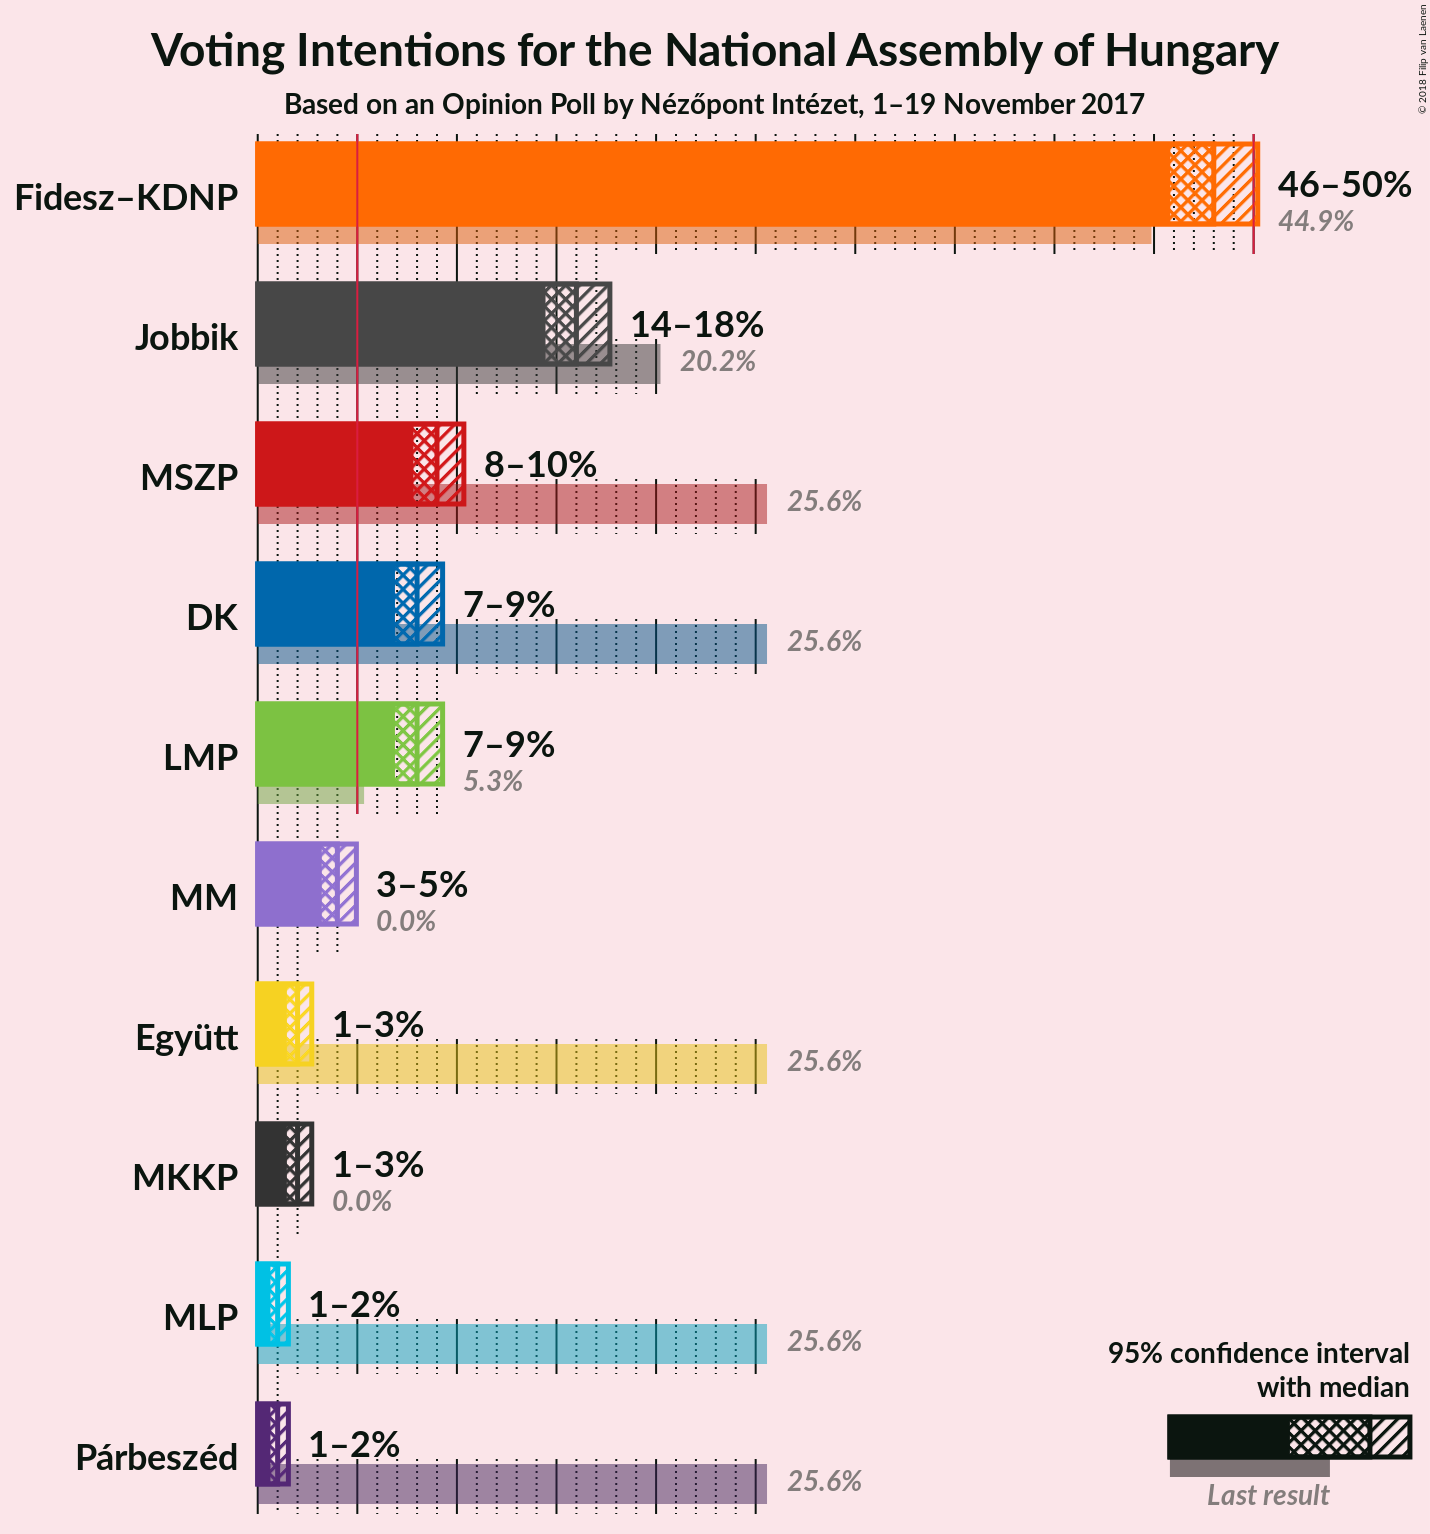 Voting Intentions for the National Assembly of Hungary
Based on an Opinion Poll by Nézőpont Intézet, 1–19 November 2017
© 2018 Filip van Laenen
Fidesz–KDNP
46–50%
44.9%
Jobbik
14–18%
20.2%
MSZP
8–10%
25.6%
DK
7–9%
25.6%
LMP
7–9%
5.3%
MM
3–5%
0.0%
Együtt
1–3%
25.6%
MKKP
1–3%
0.0%
MLP
1–2%
25.6%
Párbeszéd
1–2%
25.6%
95% confidence interval
with median
Last result